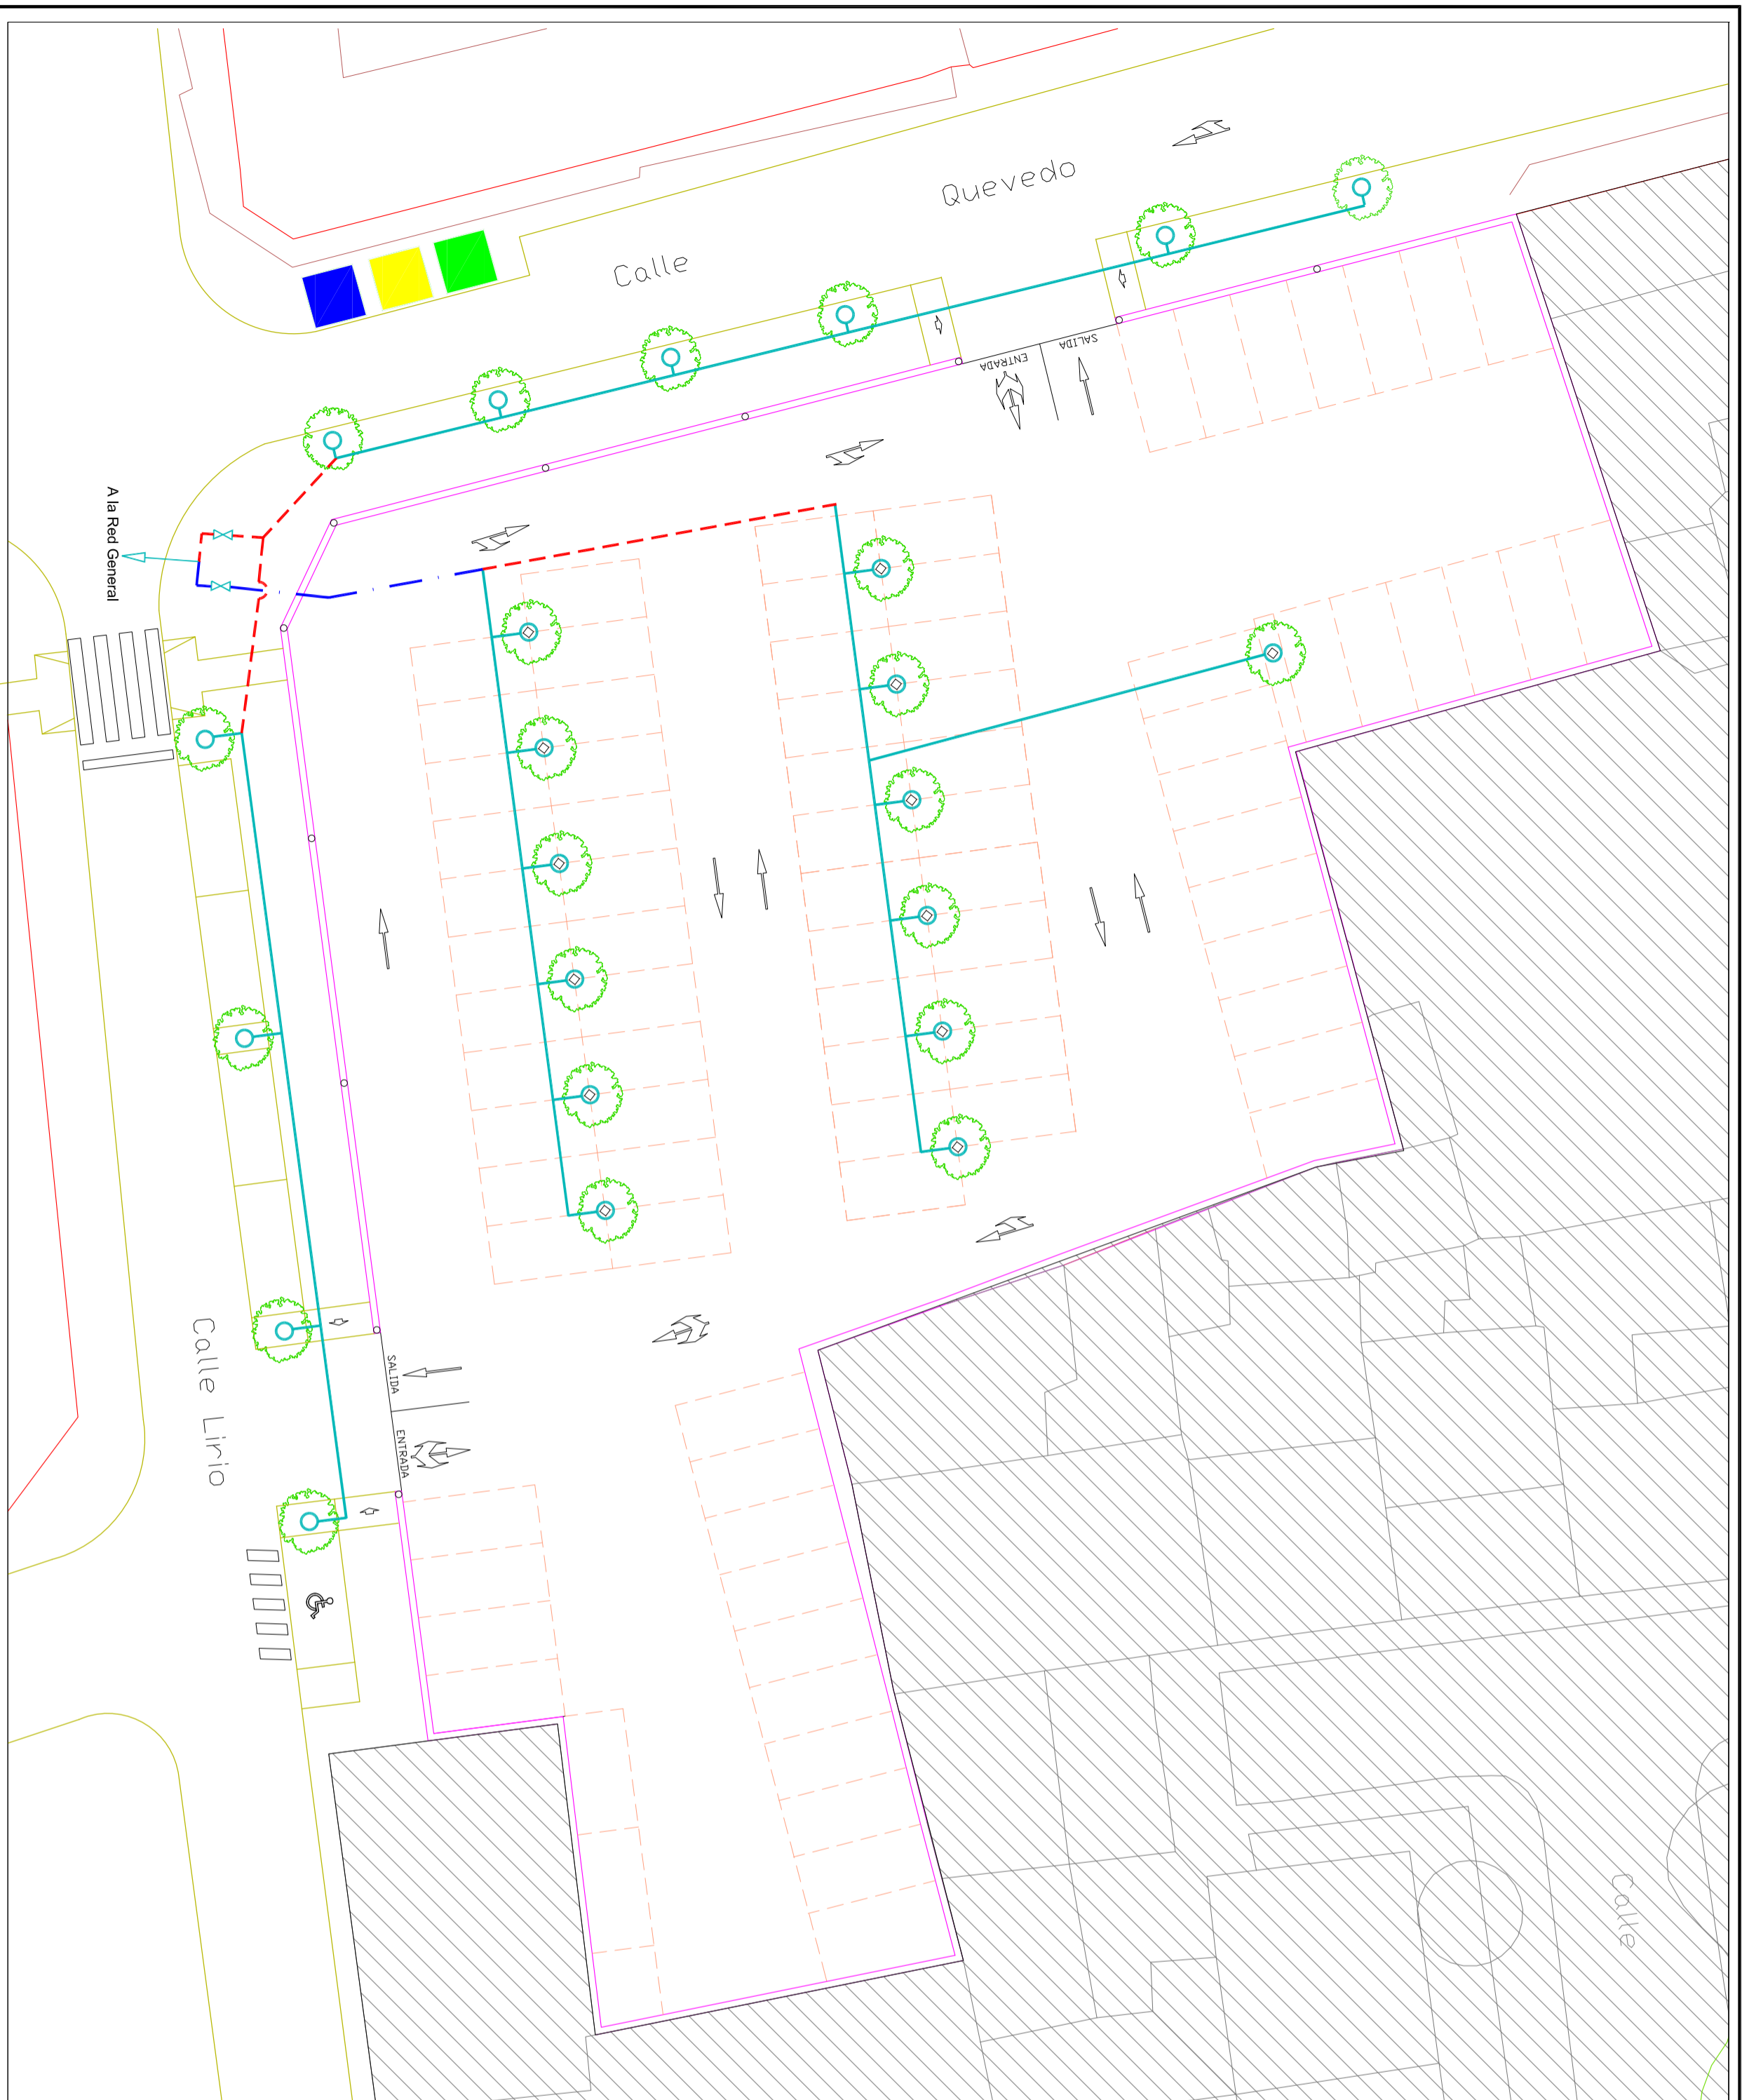 Calle Quevedo
SALIDA
ENTRADA
A la Red General
Calle Lirio
SALIDA
ENTRADA
Calle